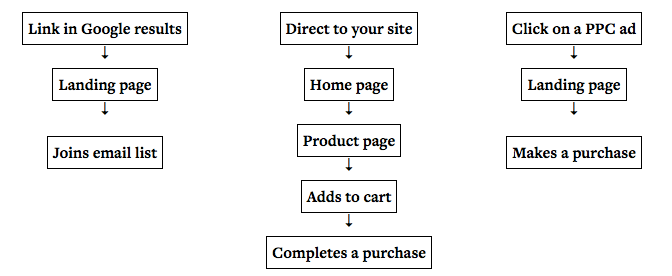 Link in Google results
Landing page
Joins email list
Direct to your site
Home page
Product page
Adds to cart
Completes a purchase
Click on a PPC ad
Landing page
Makes a purchase